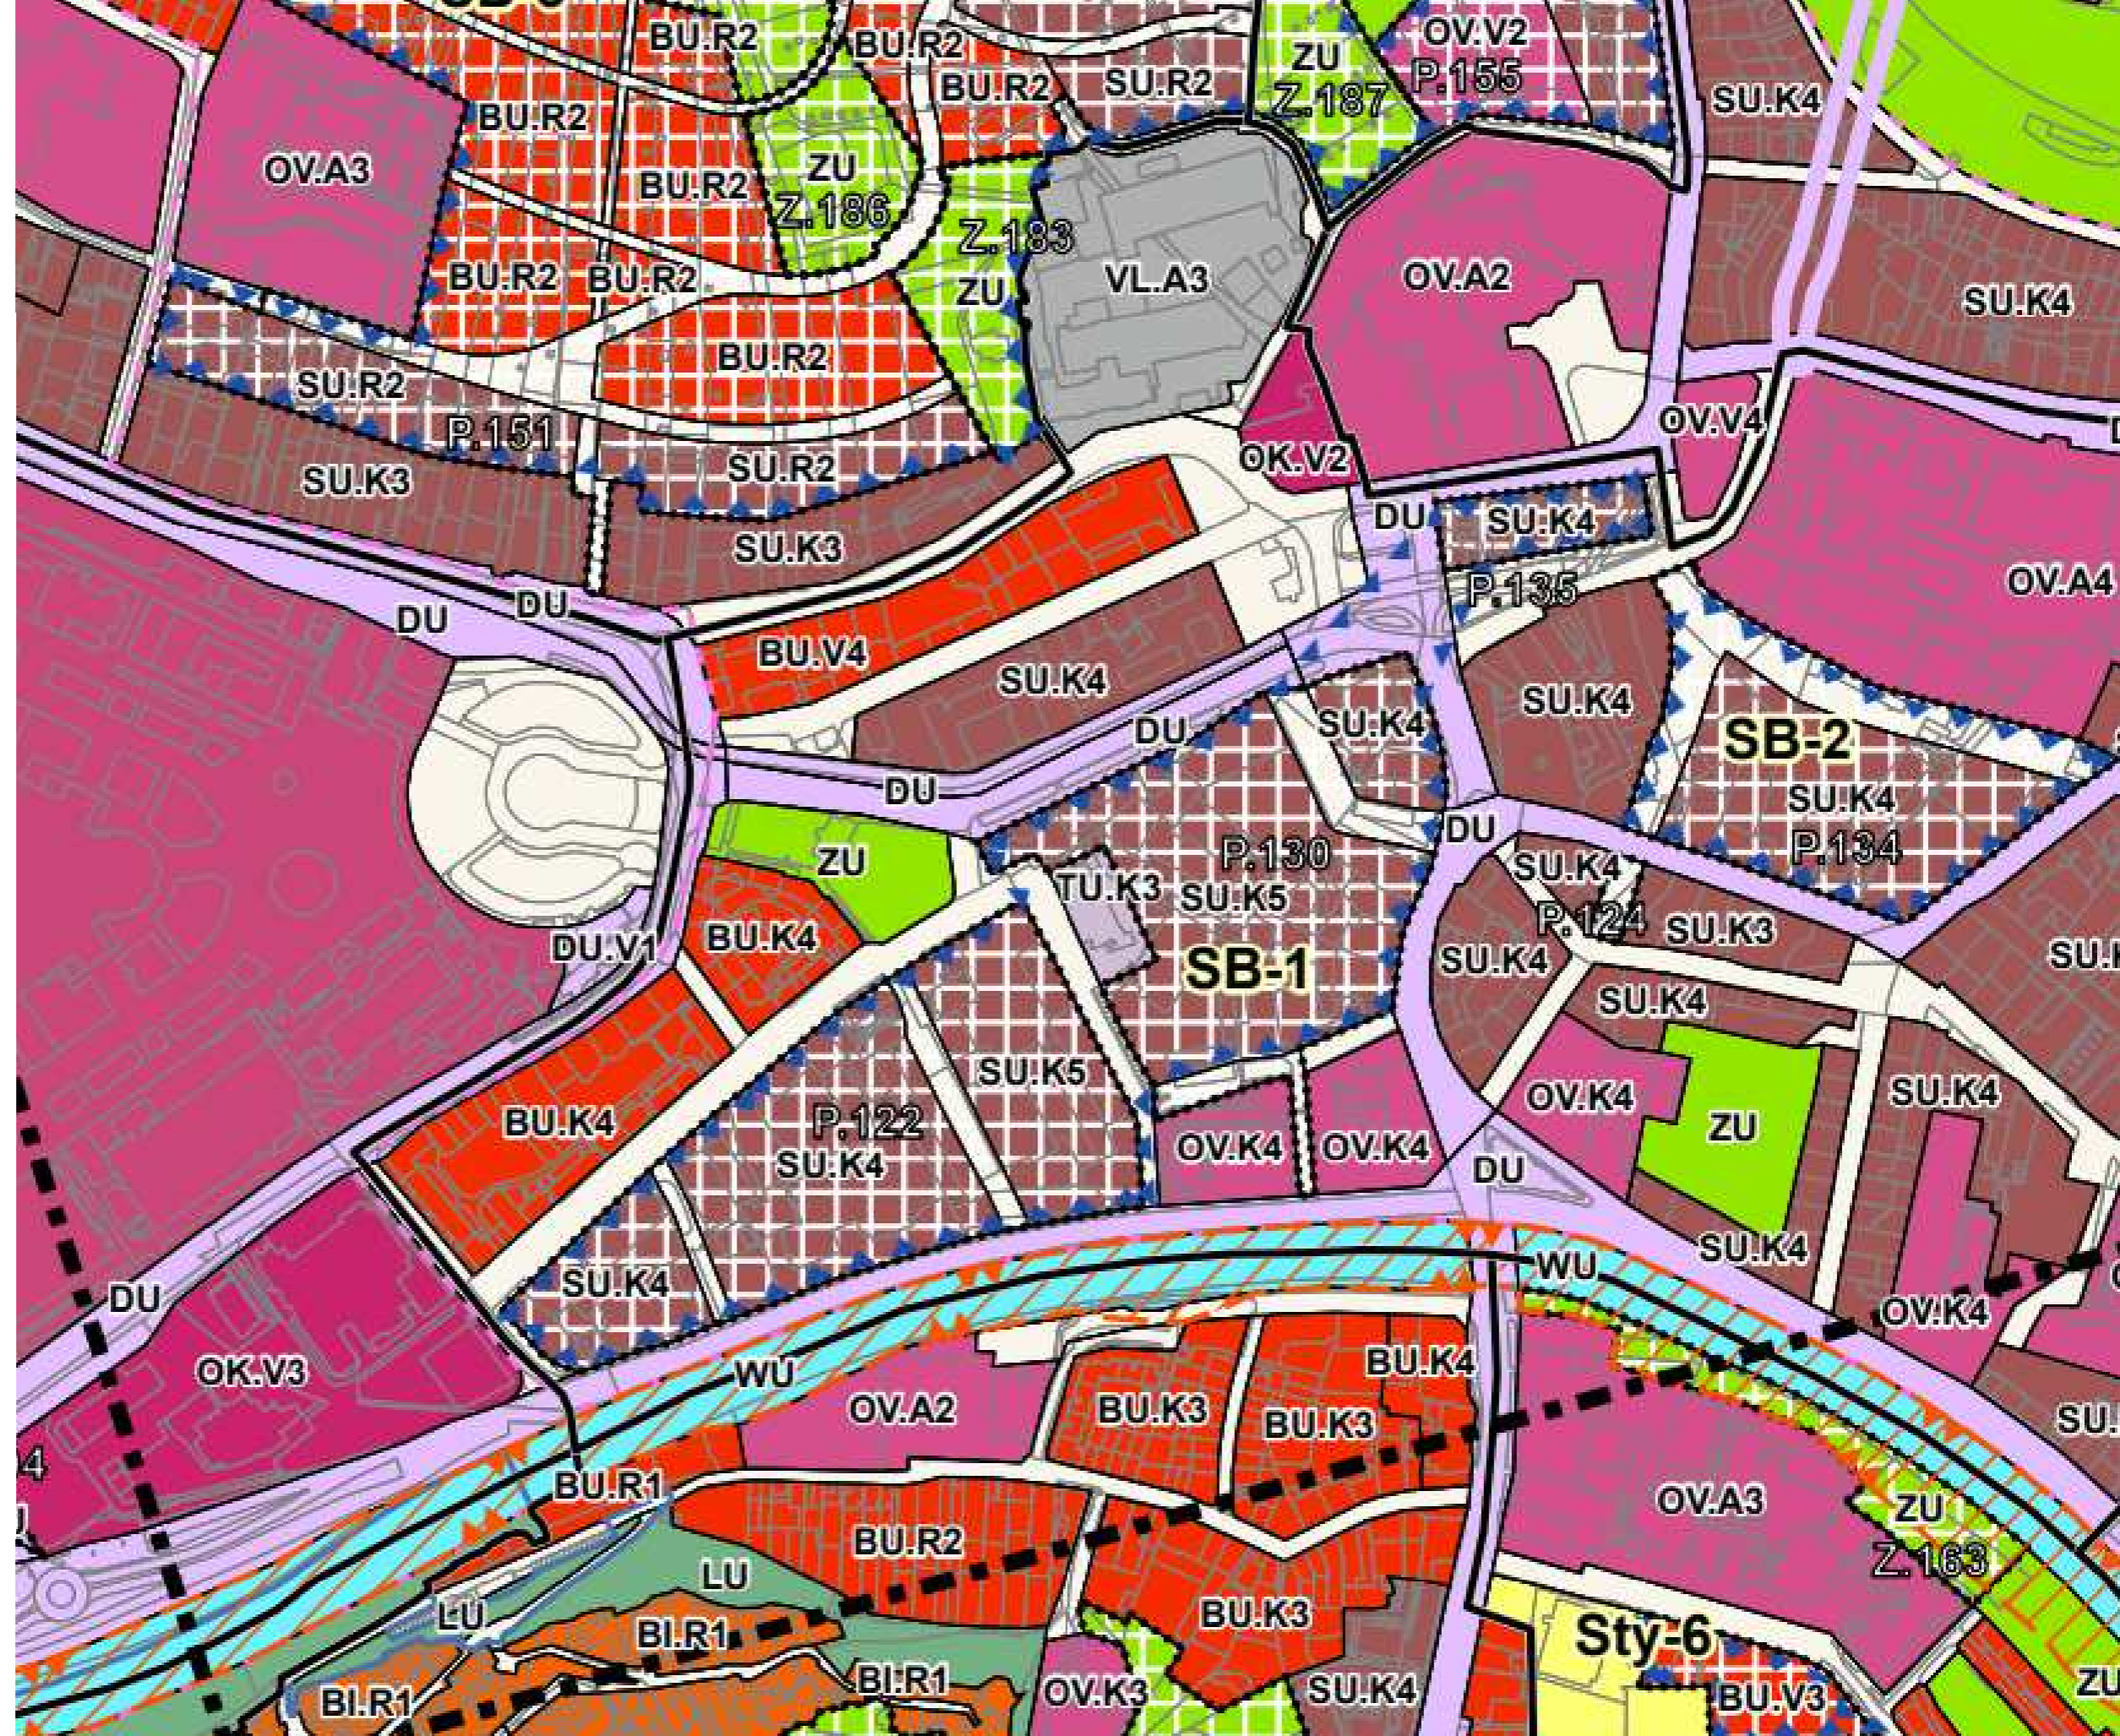 BU.R2
BU.R2
OV.V2
ZU
P.155
BU.R2
SU.R2
Z.187
SU.K4
BU.R2
OV.A3
ZU
BU.R2
Z.186
Z.183
BU.R2
BU.R2
ZU
VL.A3
OV.A2
SU.K4
BU.R2
SU.R2
P.151
OV.V4
OK.V2
SU.R2
SU.K3
DU
SU.K4
SU.K3
P.135
OV.A4
DU
DU
BU.V4
SU.K4
SU.K4
SU.K4
DU
SB-2
DU
SU.K4
DU
P.134
ZU
P.130
SU.K4
TU.K3
SU.K5
P.124
SU.K3
BU.K4
DU.V1
SB-1
SU.K4
SU.K4
SU.K5
OV.K4
SU.K4
BU.K4
P.122
ZU
SU.K4
OV.K4
OV.K4
DU
SU.K4
WU
SU.K4
DU
OV.K4
OK.V3
WU
BU.K4
OV.A2
BU.K3
BU.K3
BU.R1
OV.A3
ZU
BU.R2
Z.163
LU
LU
BU.K3
BI.R1
Sty-6
BI.R1
OV.K3
SU.K4
BU.V3
ZU
BI.R1